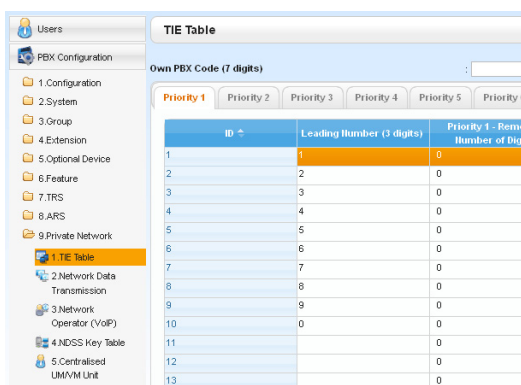 Users
PBX Configuration
1.Configuration
2.System
3.Group
4.Extension
5.Optional Device
6.Feature
7.TRS
8.ARS
9.Private Network
1.TIE Table
2.Network Data
Transmission
3.Network
Operator (VoIP)
4.NDSS Key Table
5.Centralised
UM/VM Unit
TIE Table
Own PBX Code (7 digits) :
Priority 1 Priority 2 Priority 3 Priority 4 Priority 5 Priority
ID Leading Number (3 digits) Priority 1 - Rem
Number of Dig
1 1 0
2 2 0
3 3 0
4 4 0
5 5 0
6 6 0
7 7 0
8 8 0
9 9 0
10 0 0
11 0
12 0
13 0